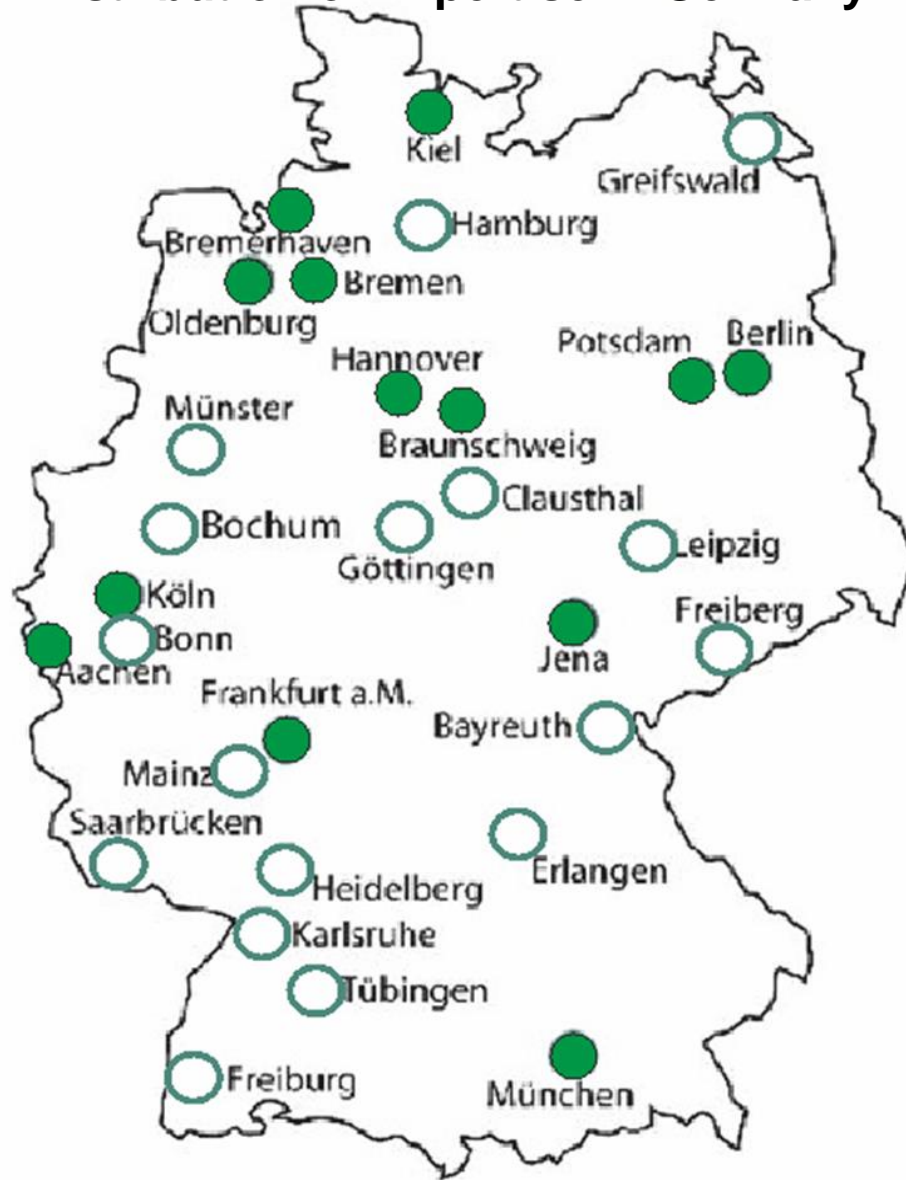 Kiel
Greifswald
Hamburg
Bremerhaven
Bremen
Oldenburg
Potsdam
Berlin
Hannover
Münster
Braunschweig
Clausthal
Bochum
Leipzig
Göttingen
Köln
Freiberg
Bonn
Jena
Aachen
Frankfurt a.M.
Bayreuth
Mainz
Saarbrücken
Erlangen
Heidelberg
Karlsruhe
Tübingen
Freiburg
München